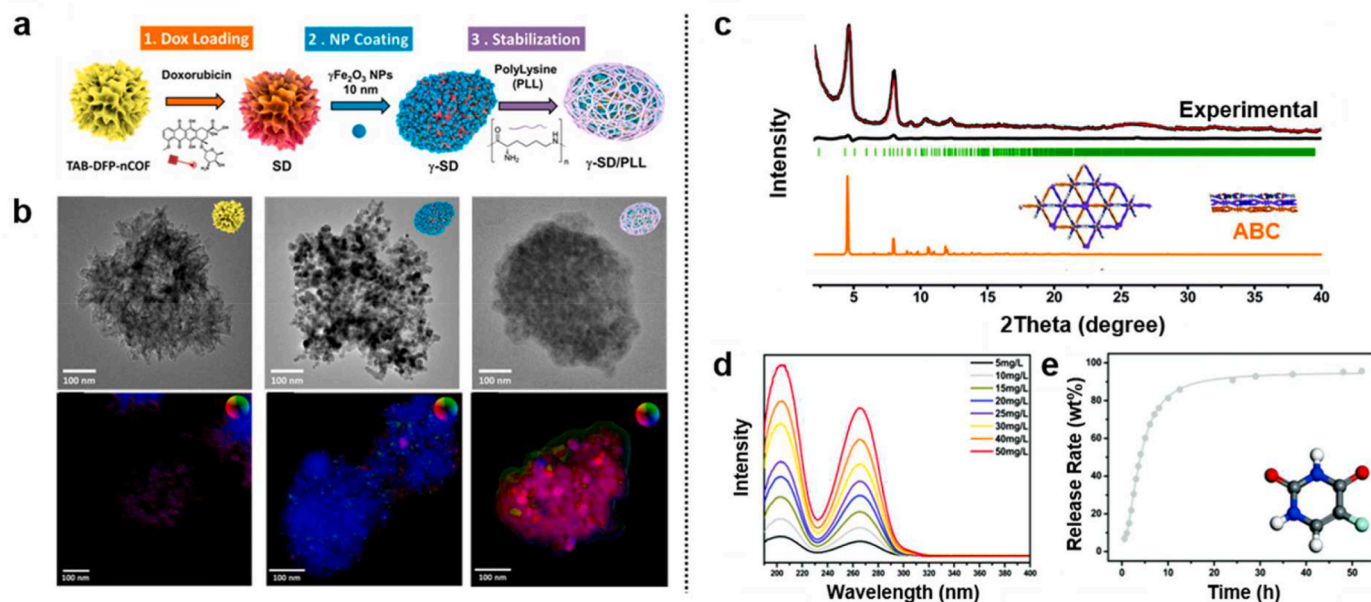 a
1. Dox Loading
2 . NP Coating
3 . Stabilization
Doxorubicin
γFe₂O₃ NPs
10 nm
PolyLysine
(PLL)
O
NH₂
H
N
n
TAB-DFP-nCOF
SD
γ-SD
γ-SD/PLL
b
100 nm
100 nm
100 nm
100 nm
100 nm
100 nm
c
Intensity
Experimental
ABC
5 10 15 20 25 30 35 40
2Theta (degree)
d
Intensity
5mg/L
10mg/L
15mg/L
20mg/L
25mg/L
30mg/L
40mg/L
50mg/L
200 220 240 260 280 300 320 340 360 380 400
Wavelength (nm)
e
Release Rate (wt%)
100
80
60
40
20
0
0 10 20 30 40 50
Time (h)